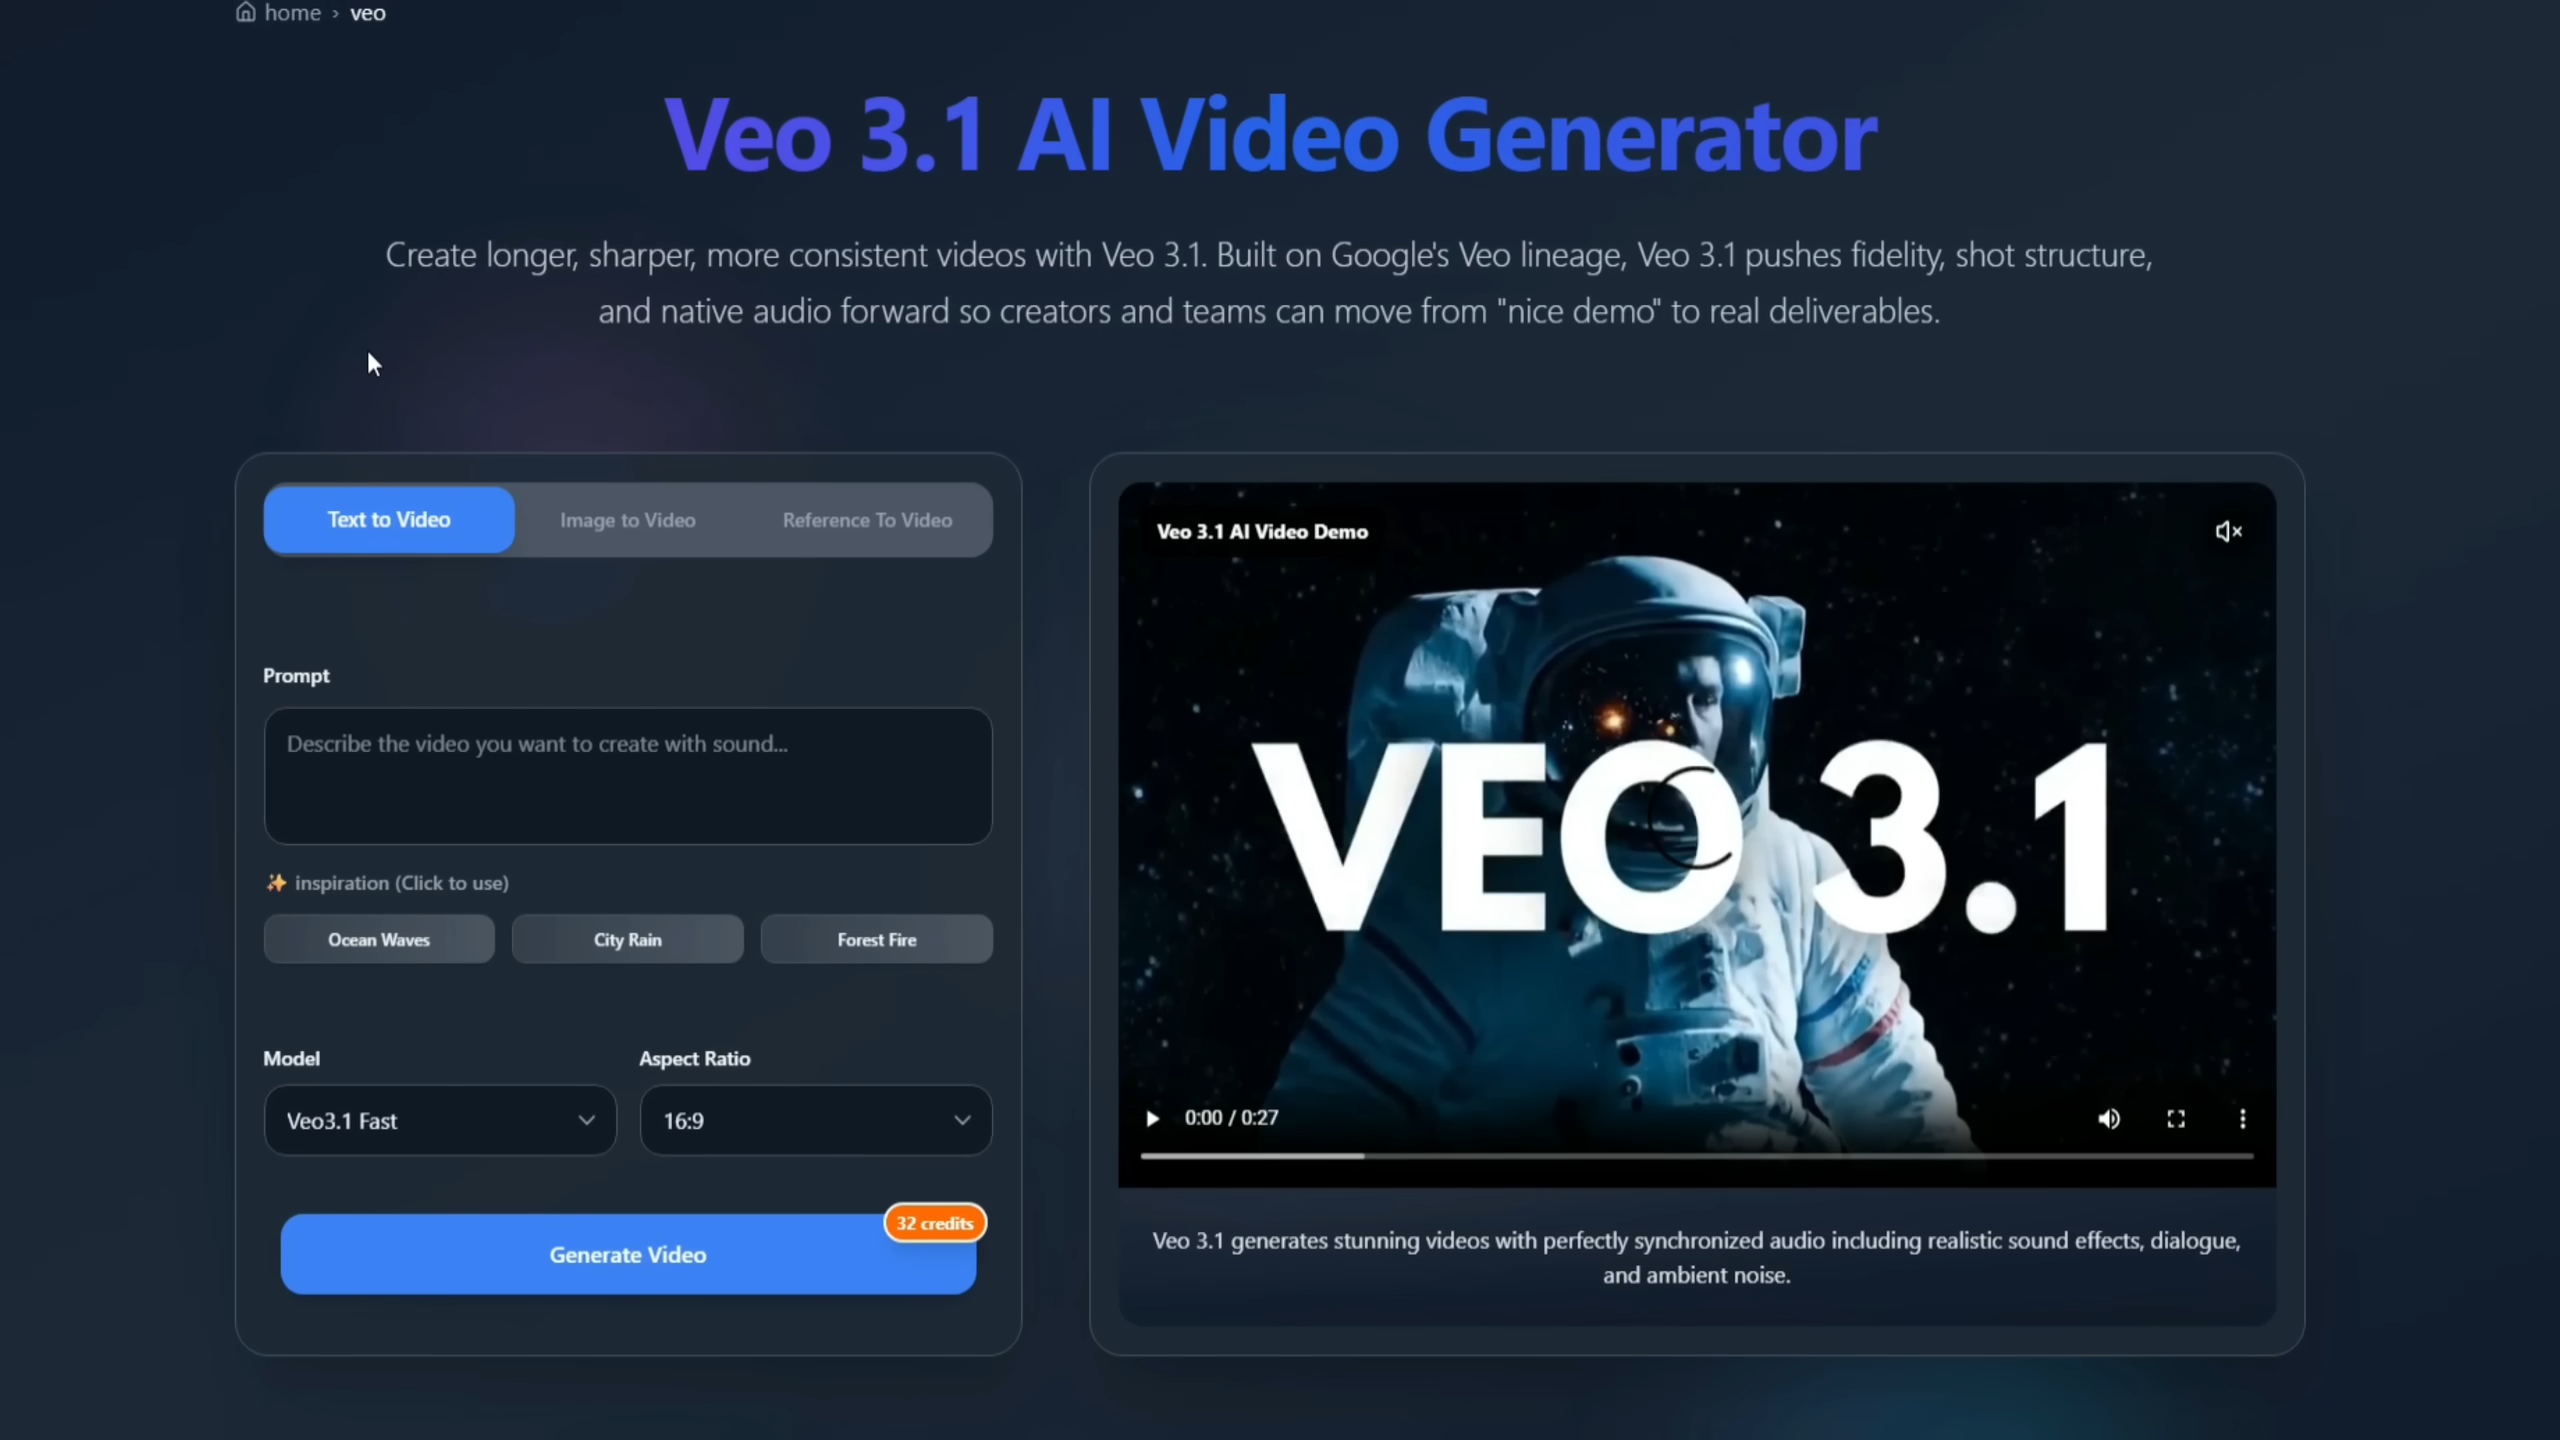 home › veo
Veo 3.1 AI Video Generator
Create longer, sharper, more consistent videos with Veo 3.1. Built on Google's Veo lineage, Veo 3.1 pushes fidelity, shot structure,
and native audio forward so creators and teams can move from "nice demo" to real deliverables.
Text to Video
Image to Video
Reference To Video
Prompt
Describe the video you want to create with sound...
✨ inspiration (Click to use)
Ocean Waves
City Rain
Forest Fire
Model
Aspect Ratio
Veo3.1 Fast
16:9
32 credits
Generate Video
Veo 3.1 AI Video Demo
VEO 3.1
0:00 / 0:27
Veo 3.1 generates stunning videos with perfectly synchronized audio including realistic sound effects, dialogue,
and ambient noise.